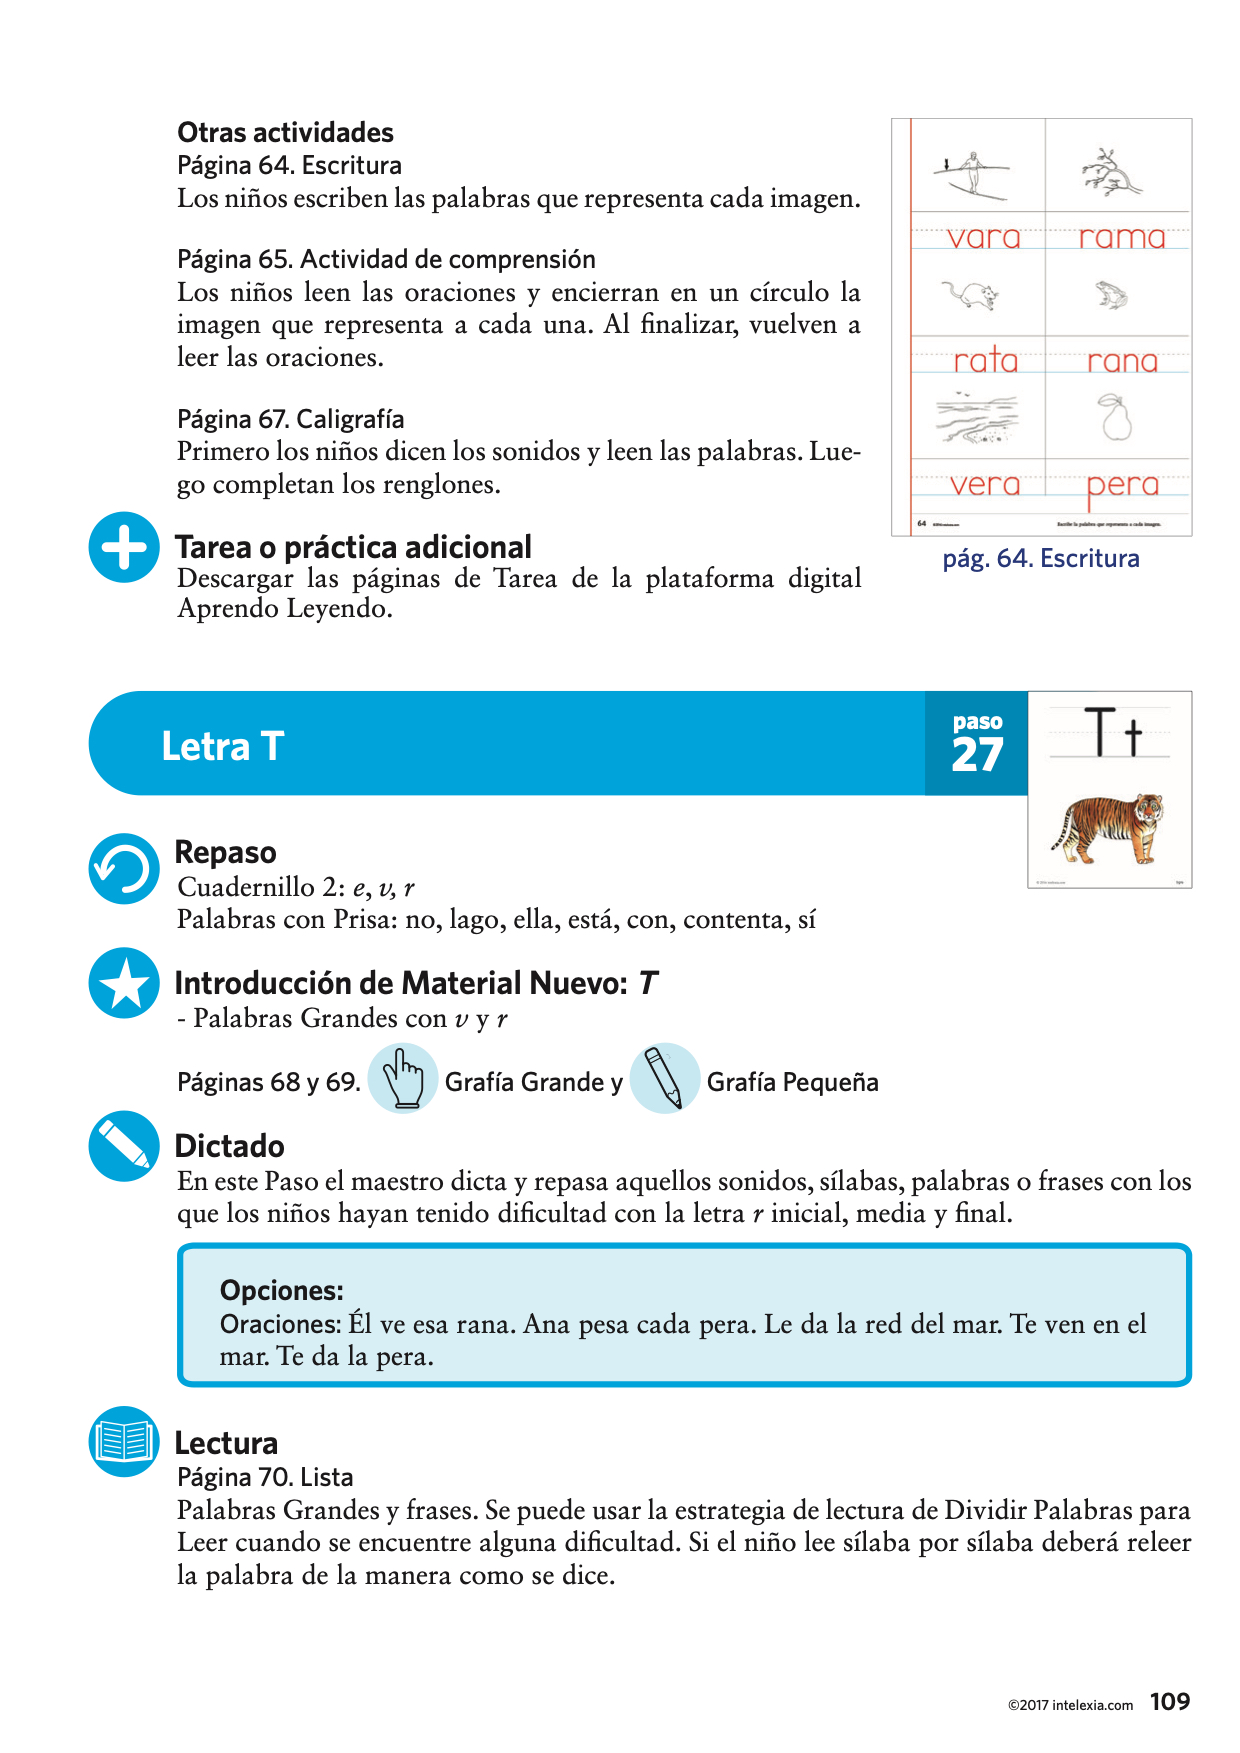 Otras actividades
Página 64. Escritura
Los niños escriben las palabras que representa cada imagen.
Página 65. Actividad de comprensión
Los niños leen las oraciones y encierran en un círculo la
imagen que representa a cada una. Al finalizar, vuelven a
leer las oraciones.
Página 67. Caligrafía
Primero los niños dicen los sonidos y leen las palabras. Lue-
go completan los renglones.
Tarea o práctica adicional
Descargar las páginas de Tarea de la plataforma digital
Aprendo Leyendo.
vara rama
rata rana
vera pera
64 Escribe la palabra que representa a cada imagen.
pág. 64. Escritura
Letra T
paso
27
T t
Repaso
Cuadernillo 2: e, v, r
Palabras con Prisa: no, lago, ella, está, con, contenta, sí
Introducción de Material Nuevo: T
- Palabras Grandes con v y r
Páginas 68 y 69. Grafía Grande y Grafía Pequeña
Dictado
En este Paso el maestro dicta y repasa aquellos sonidos, sílabas, palabras o frases con los
que los niños hayan tenido dificultad con la letra r inicial, media y final.
Opciones:
Oraciones: Él ve esa rana. Ana pesa cada pera. Le da la red del mar. Te ven en el
mar. Te da la pera.
Lectura
Página 70. Lista
Palabras Grandes y frases. Se puede usar la estrategia de lectura de Dividir Palabras para
Leer cuando se encuentre alguna dificultad. Si el niño lee sílaba por sílaba deberá releer
la palabra de la manera como se dice.
©2017 intelexia.com 109